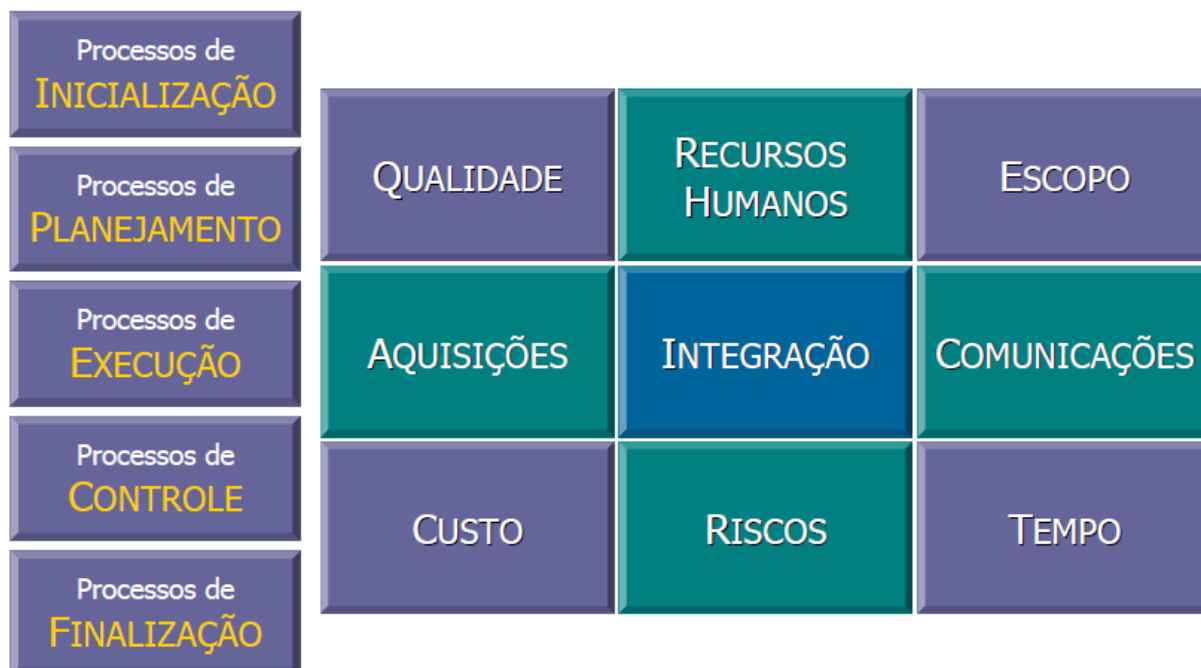 Processos de
INICIALIZAÇÃO
Processos de
PLANEJAMENTO
Processos de
EXECUÇÃO
Processos de
CONTROLE
Processos de
FINALIZAÇÃO
QUALIDADE
RECURSOS
HUMANOS
ESCOPO
AQUISIÇÕES
INTEGRAÇÃO
COMUNICAÇÕES
CUSTO
RISCOS
TEMPO